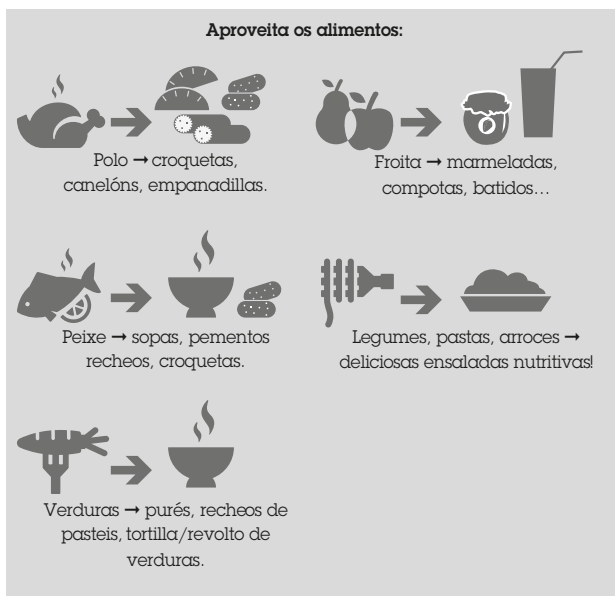 Aproveita os alimentos:
Polo → croquetas,
canelóns, empanadillas.
Froita → marmeladas,
compotas, batidos...
Peixe → sopas, pementos
recheos, croquetas.
Legumes, pastas, arroces →
deliciosas ensaladas nutritivas!
Verduras → purés, recheos de
pasteis, tortilla/revolto de
verduras.